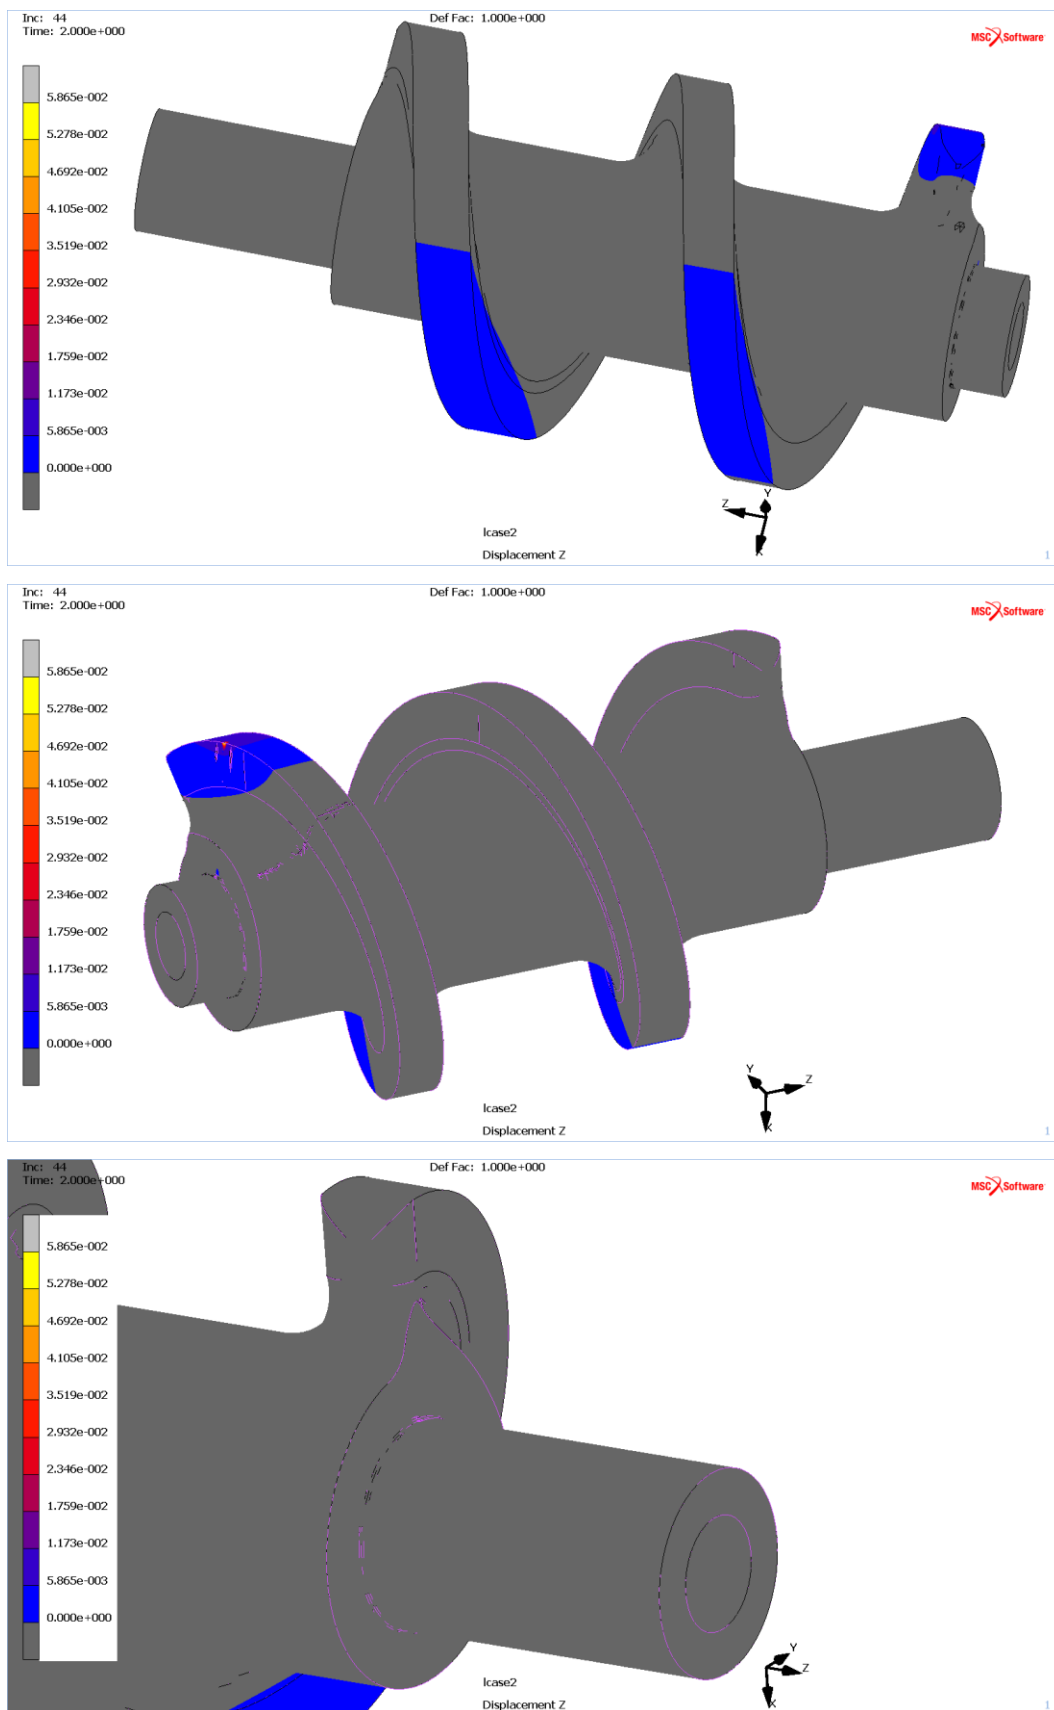 Inc: 44
Time: 2.000e+000
Def Fac: 1.000e+000
MSC Software
5.865e-002
5.278e-002
4.692e-002
4.105e-002
3.519e-002
2.932e-002
2.346e-002
1.759e-002
1.173e-002
5.865e-003
0.000e+000
Y
Z
X
lcase2
Displacement Z
1
Inc: 44
Time: 2.000e+000
Def Fac: 1.000e+000
MSC Software
5.865e-002
5.278e-002
4.692e-002
4.105e-002
3.519e-002
2.932e-002
2.346e-002
1.759e-002
1.173e-002
5.865e-003
0.000e+000
Y
Z
X
lcase2
Displacement Z
1
Inc: 44
Time: 2.000e+000
Def Fac: 1.000e+000
MSC Software
5.865e-002
5.278e-002
4.692e-002
4.105e-002
3.519e-002
2.932e-002
2.346e-002
1.759e-002
1.173e-002
5.865e-003
0.000e+000
Y
Z
X
lcase2
Displacement Z
1